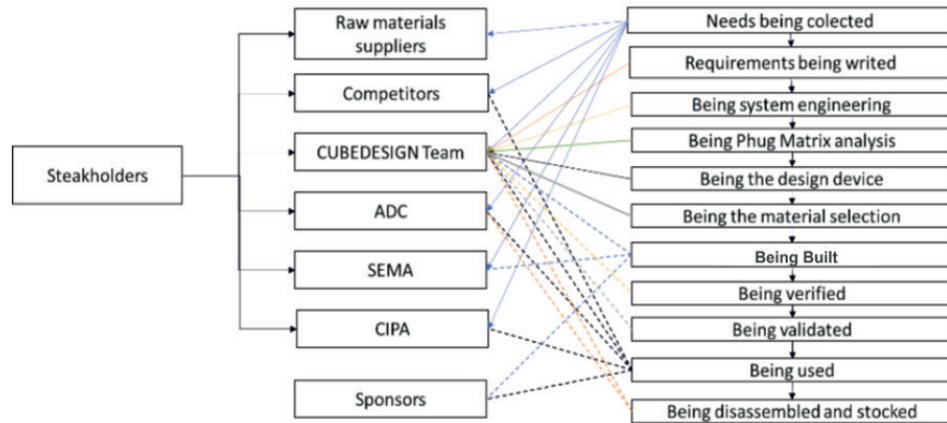 Steakholders
Raw materials
suppliers
Competitors
CUBEDESIGN Team
ADC
SEMA
CIPA
Sponsors
Needs being colected
Requirements being writed
Being system engineering
Being Phug Matrix analysis
Being the design device
Being the material selection
Being Built
Being verified
Being validated
Being used
Being disassembled and stocked